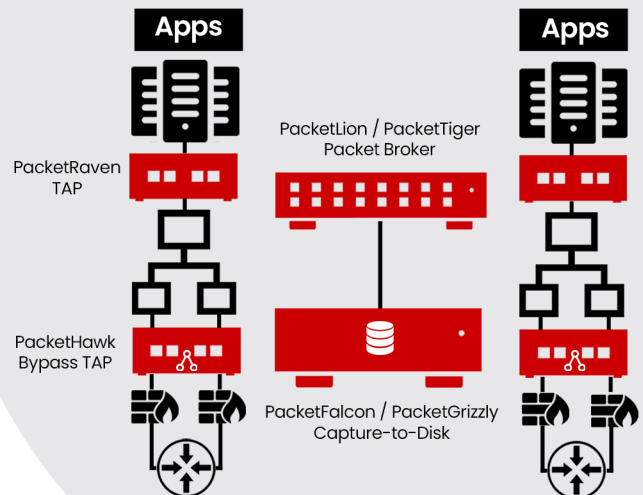 Apps
Apps
PacketLion / PacketTiger
Packet Broker
PacketRaven
TAP
PacketHawk
Bypass TAP
PacketFalcon / PacketGrizzly
Capture-to-Disk